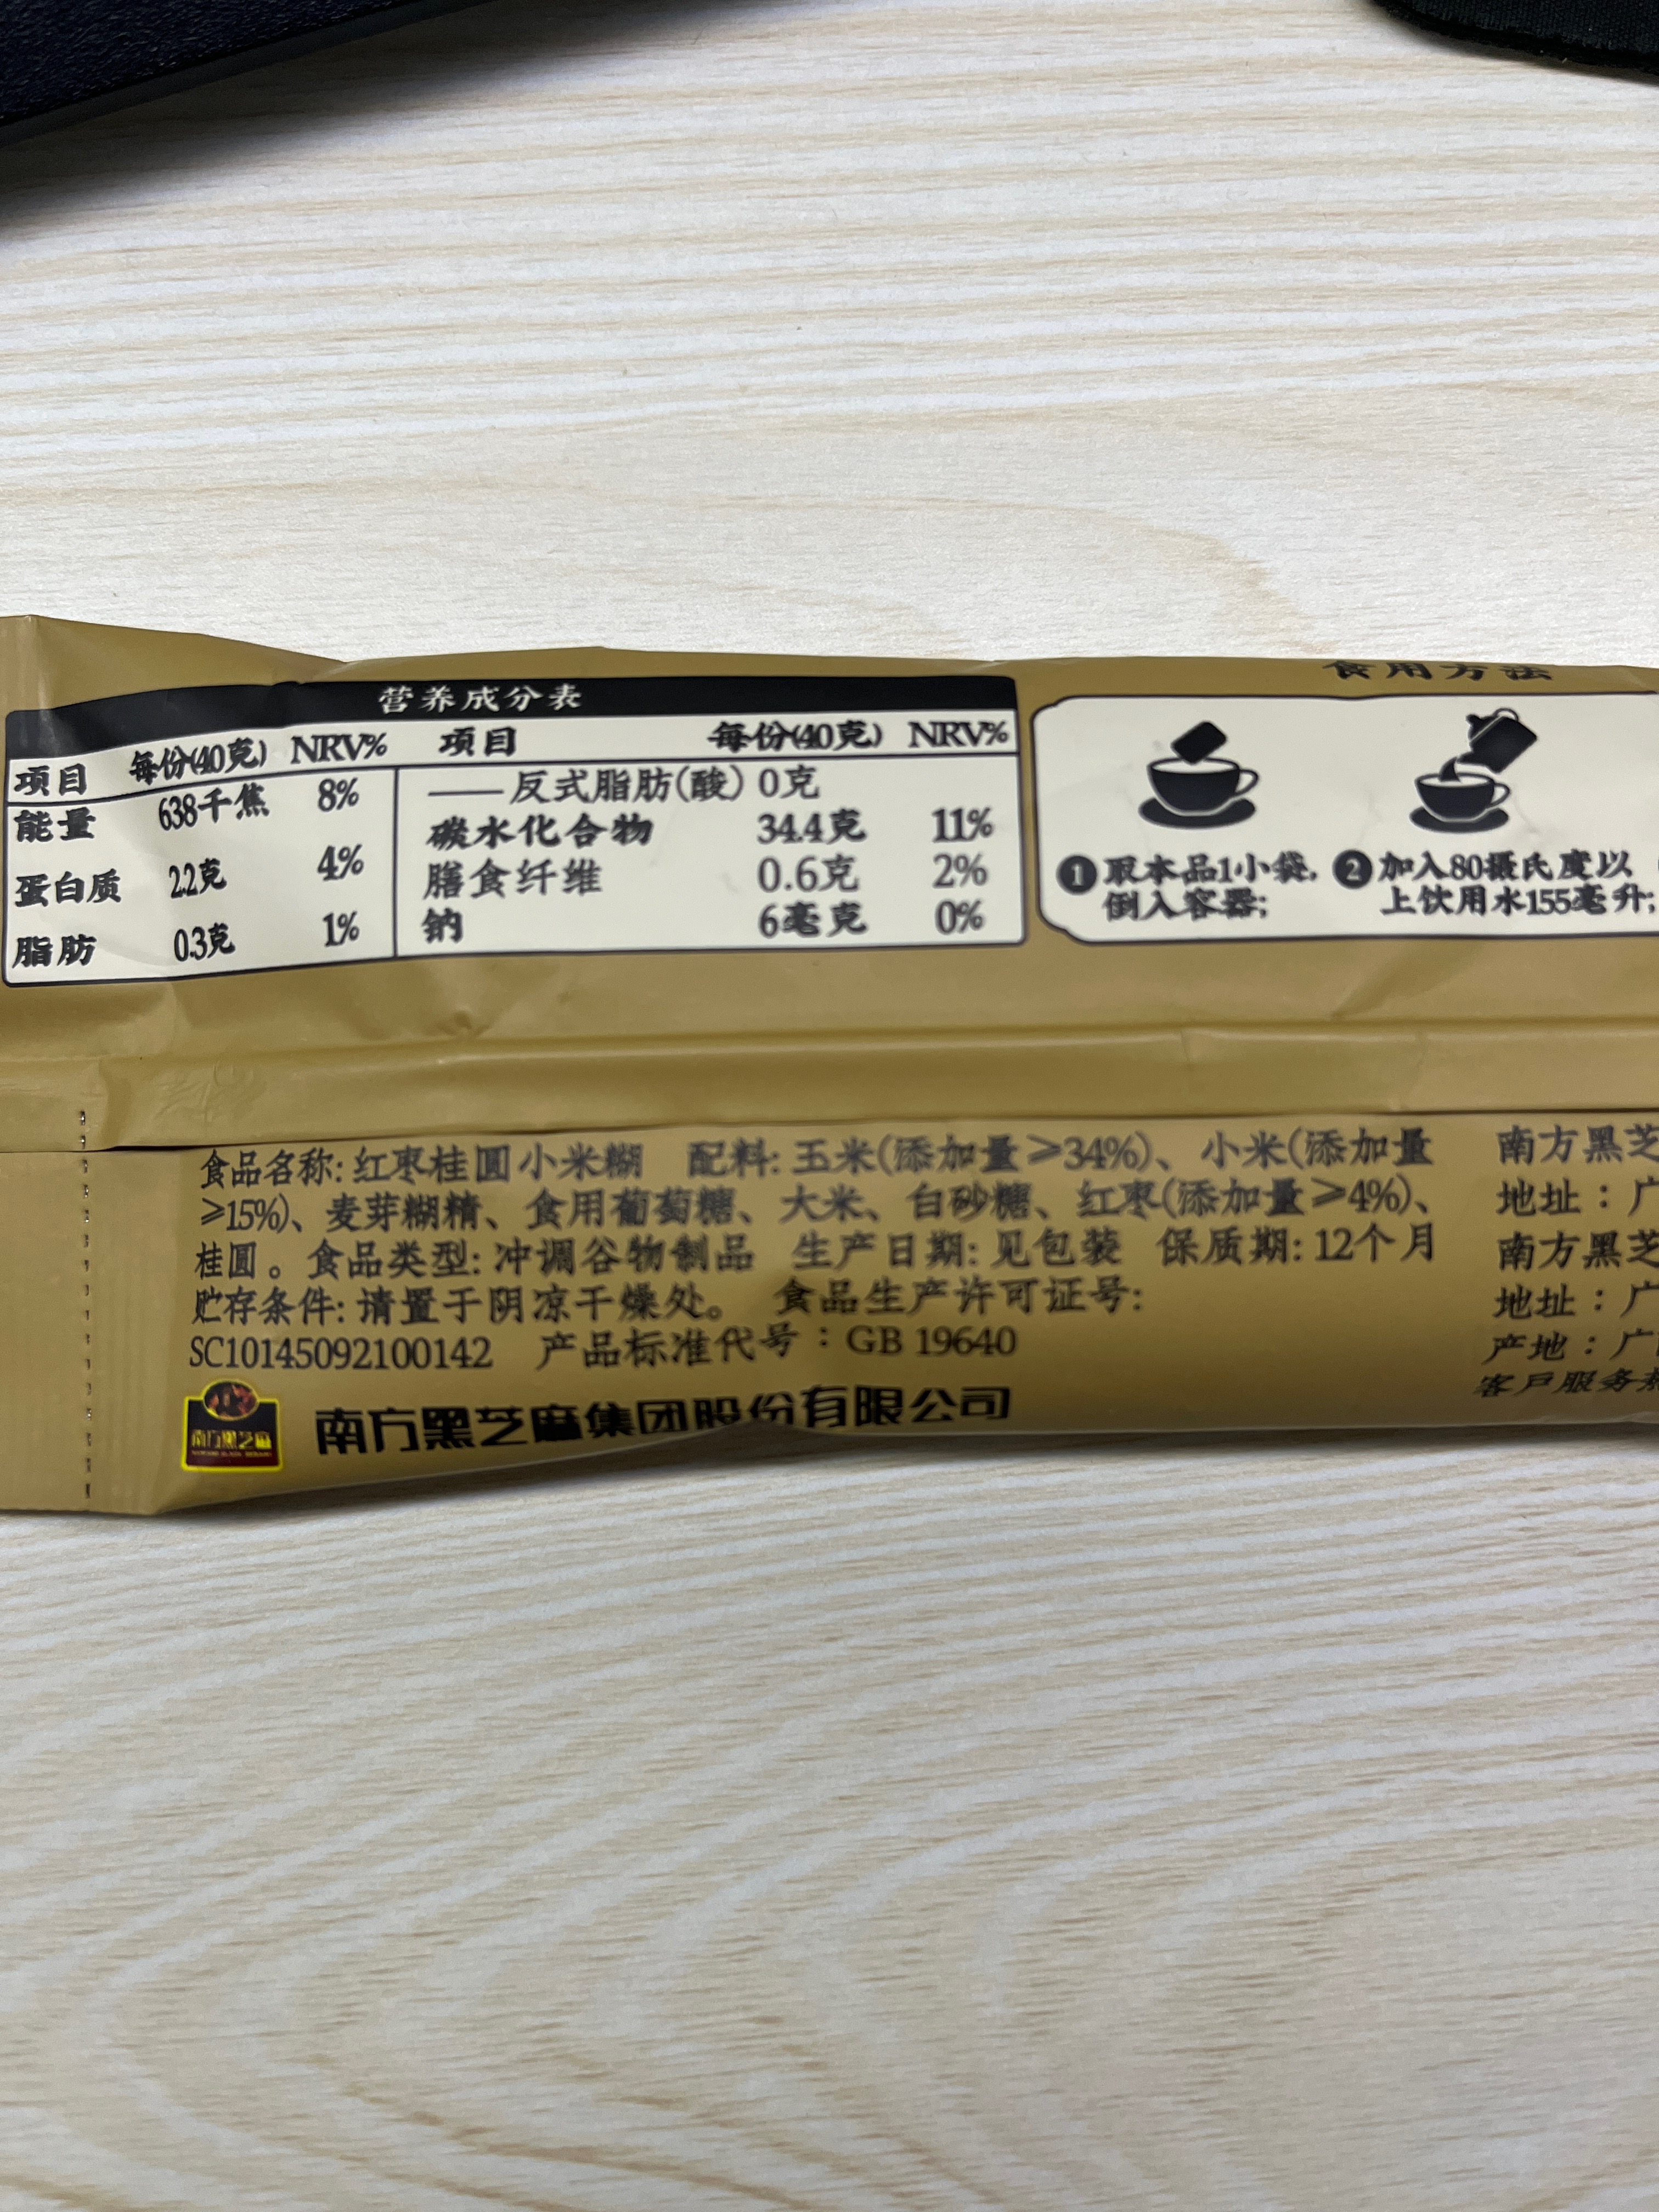 营养成分表
项目 每份(40克) NRV% 项目 每份(40克) NRV%
能量 638千焦 8% ——反式脂肪(酸) 0克
蛋白质 2.2克 4% 碳水化合物 34.4克 11%
脂肪 0.3克 1% 膳食纤维 0.6克 2%
钠 6毫克 0%
食用方法
1 取本品1小袋,
倒入容器;
2 加入80摄氏度以
上饮用水155毫升;
食品名称: 红枣桂圆小米糊 配料: 玉米(添加量≥34%)、小米(添加量
≥15%)、麦芽糊精、食用葡萄糖、大米、白砂糖、红枣(添加量≥4%)、
桂圆。食品类型: 冲调谷物制品 生产日期: 见包装 保质期: 12个月
贮存条件: 请置于阴凉干燥处。 食品生产许可证号:
SC10145092100142 产品标准代号：GB 19640
南方黑芝麻
南方黑芝麻集团股份有限公司
南方黑芝
地址：广
南方黑芝
地址：广
产地：广
客户服务